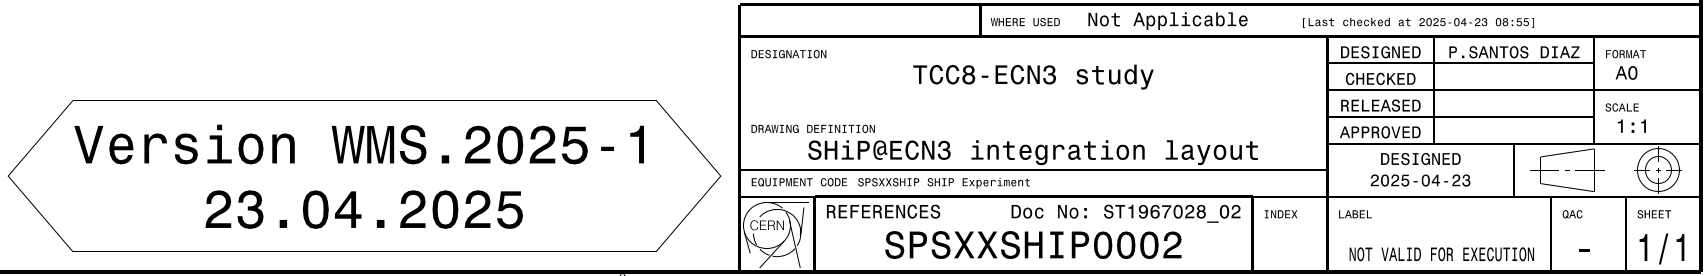 Version WMS.2025-1
23.04.2025
WHERE USED Not Applicable [Last checked at 2025-04-23 08:55]
DESIGNATION
TCC8-ECN3 study
DRAWING DEFINITION
SHiP@ECN3 integration layout
EQUIPMENT CODE SPSXXSHIP SHIP Experiment
CERN
REFERENCES Doc No: ST1967028_02
SPSXXSHIP0002
INDEX
DESIGNED P.SANTOS DIAZ
CHECKED
RELEASED
APPROVED
FORMAT
A0
SCALE
1:1
DESIGNED
2025-04-23
LABEL
NOT VALID FOR EXECUTION
QAC
-
SHEET
1/1